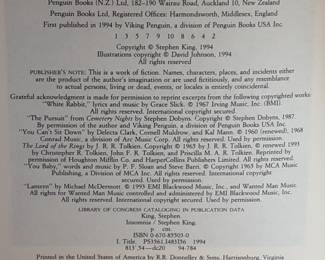 Penguin Books (N.Z.) Ltd, 182–190 Wairau Road, Auckland 10, New Zealand
Penguin Books Ltd, Registered Offices: Harmondsworth, Middlesex, England
First published in 1994 by Viking Penguin, a division of Penguin Books USA Inc.
1 3 5 7 9 10 8 6 4 2
Copyright © Stephen King, 1994
Illustrations copyright © David Johnson, 1994
All rights reserved
PUBLISHER'S NOTE: This is a work of fiction. Names, characters, places, and incidents either
are the product of the author's imagination or are used fictitiously, and any resemblance
to actual persons, living or dead, events, or locales is entirely coincidental.
Grateful acknowledgment is made for permission to reprint excerpts from the following copyrighted works:
"White Rabbit," lyrics and music by Grace Slick. © 1967 Irving Music, Inc. (BMI).
All rights reserved. International copyright secured.
"The Pursuit" from Cemetery Nights by Stephen Dobyns. Copyright © Stephen Dobyns, 1987.
By permission of the author and Viking Penguin, a division of Penguin Books USA Inc.
"You Can't Sit Down" by Delecta Clark, Cornell Muldrow, and Kal Mann. © 1960 (renewed), 1968
Conrad Music, a division of Arc Music Corp. All rights reserved. Used by permission.
The Lord of the Rings by J. R. R. Tolkien. Copyright © 1965 by J. R. R. Tolkien. Copyright © renewed 1993
by Christopher R. Tolkien, John F. R. Tolkien, and Priscilla M. A. R. Tolkien. Reprinted by
permission of Houghton Mifflin Co. and HarperCollins Publishers Limited. All rights reserved.
"You Baby," words and music by P. F. Sloan and Steve Barri, Copyright © 1965 by MCA Music
Publishing, a Division of MCA Inc. All rights reserved. International copyright secured.
Used by permission.
"Lantern" by Michael McDermott © 1993 EMI Blackwood Music, Inc., and Wanted Man Music. All
rights for Wanted Man Music controlled and administered by EMI Blackwood Music, Inc.
All rights reserved. International copyright secured. Used by permission.
LIBRARY OF CONGRESS CATALOGING IN PUBLICATION DATA
King, Stephen.
Insomnia / Stephen King.
p. cm.
ISBN 0-670-85503-0
I. Title. PS3561.I483I56 1994
813'.54—dc20 94-784
Printed in the United States of America by R.R. Donnelley & Sons, Harrisonburg, Virginia